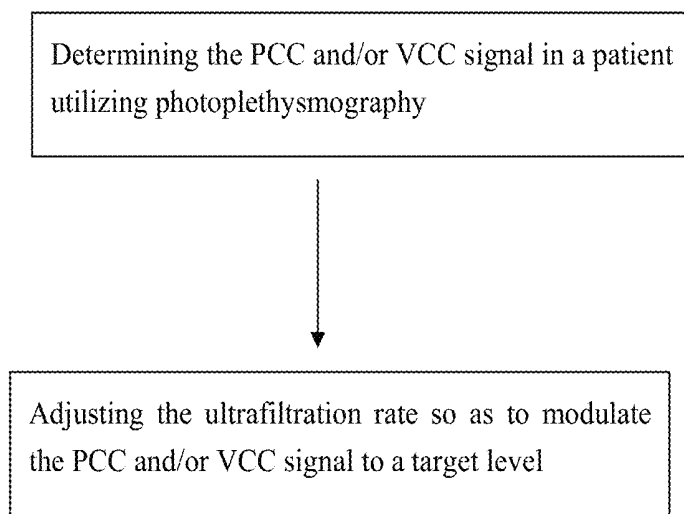 Determining the PCC and/or VCC signal in a patient
utilizing photoplethysmography
Adjusting the ultrafiltration rate so as to modulate
the PCC and/or VCC signal to a target level